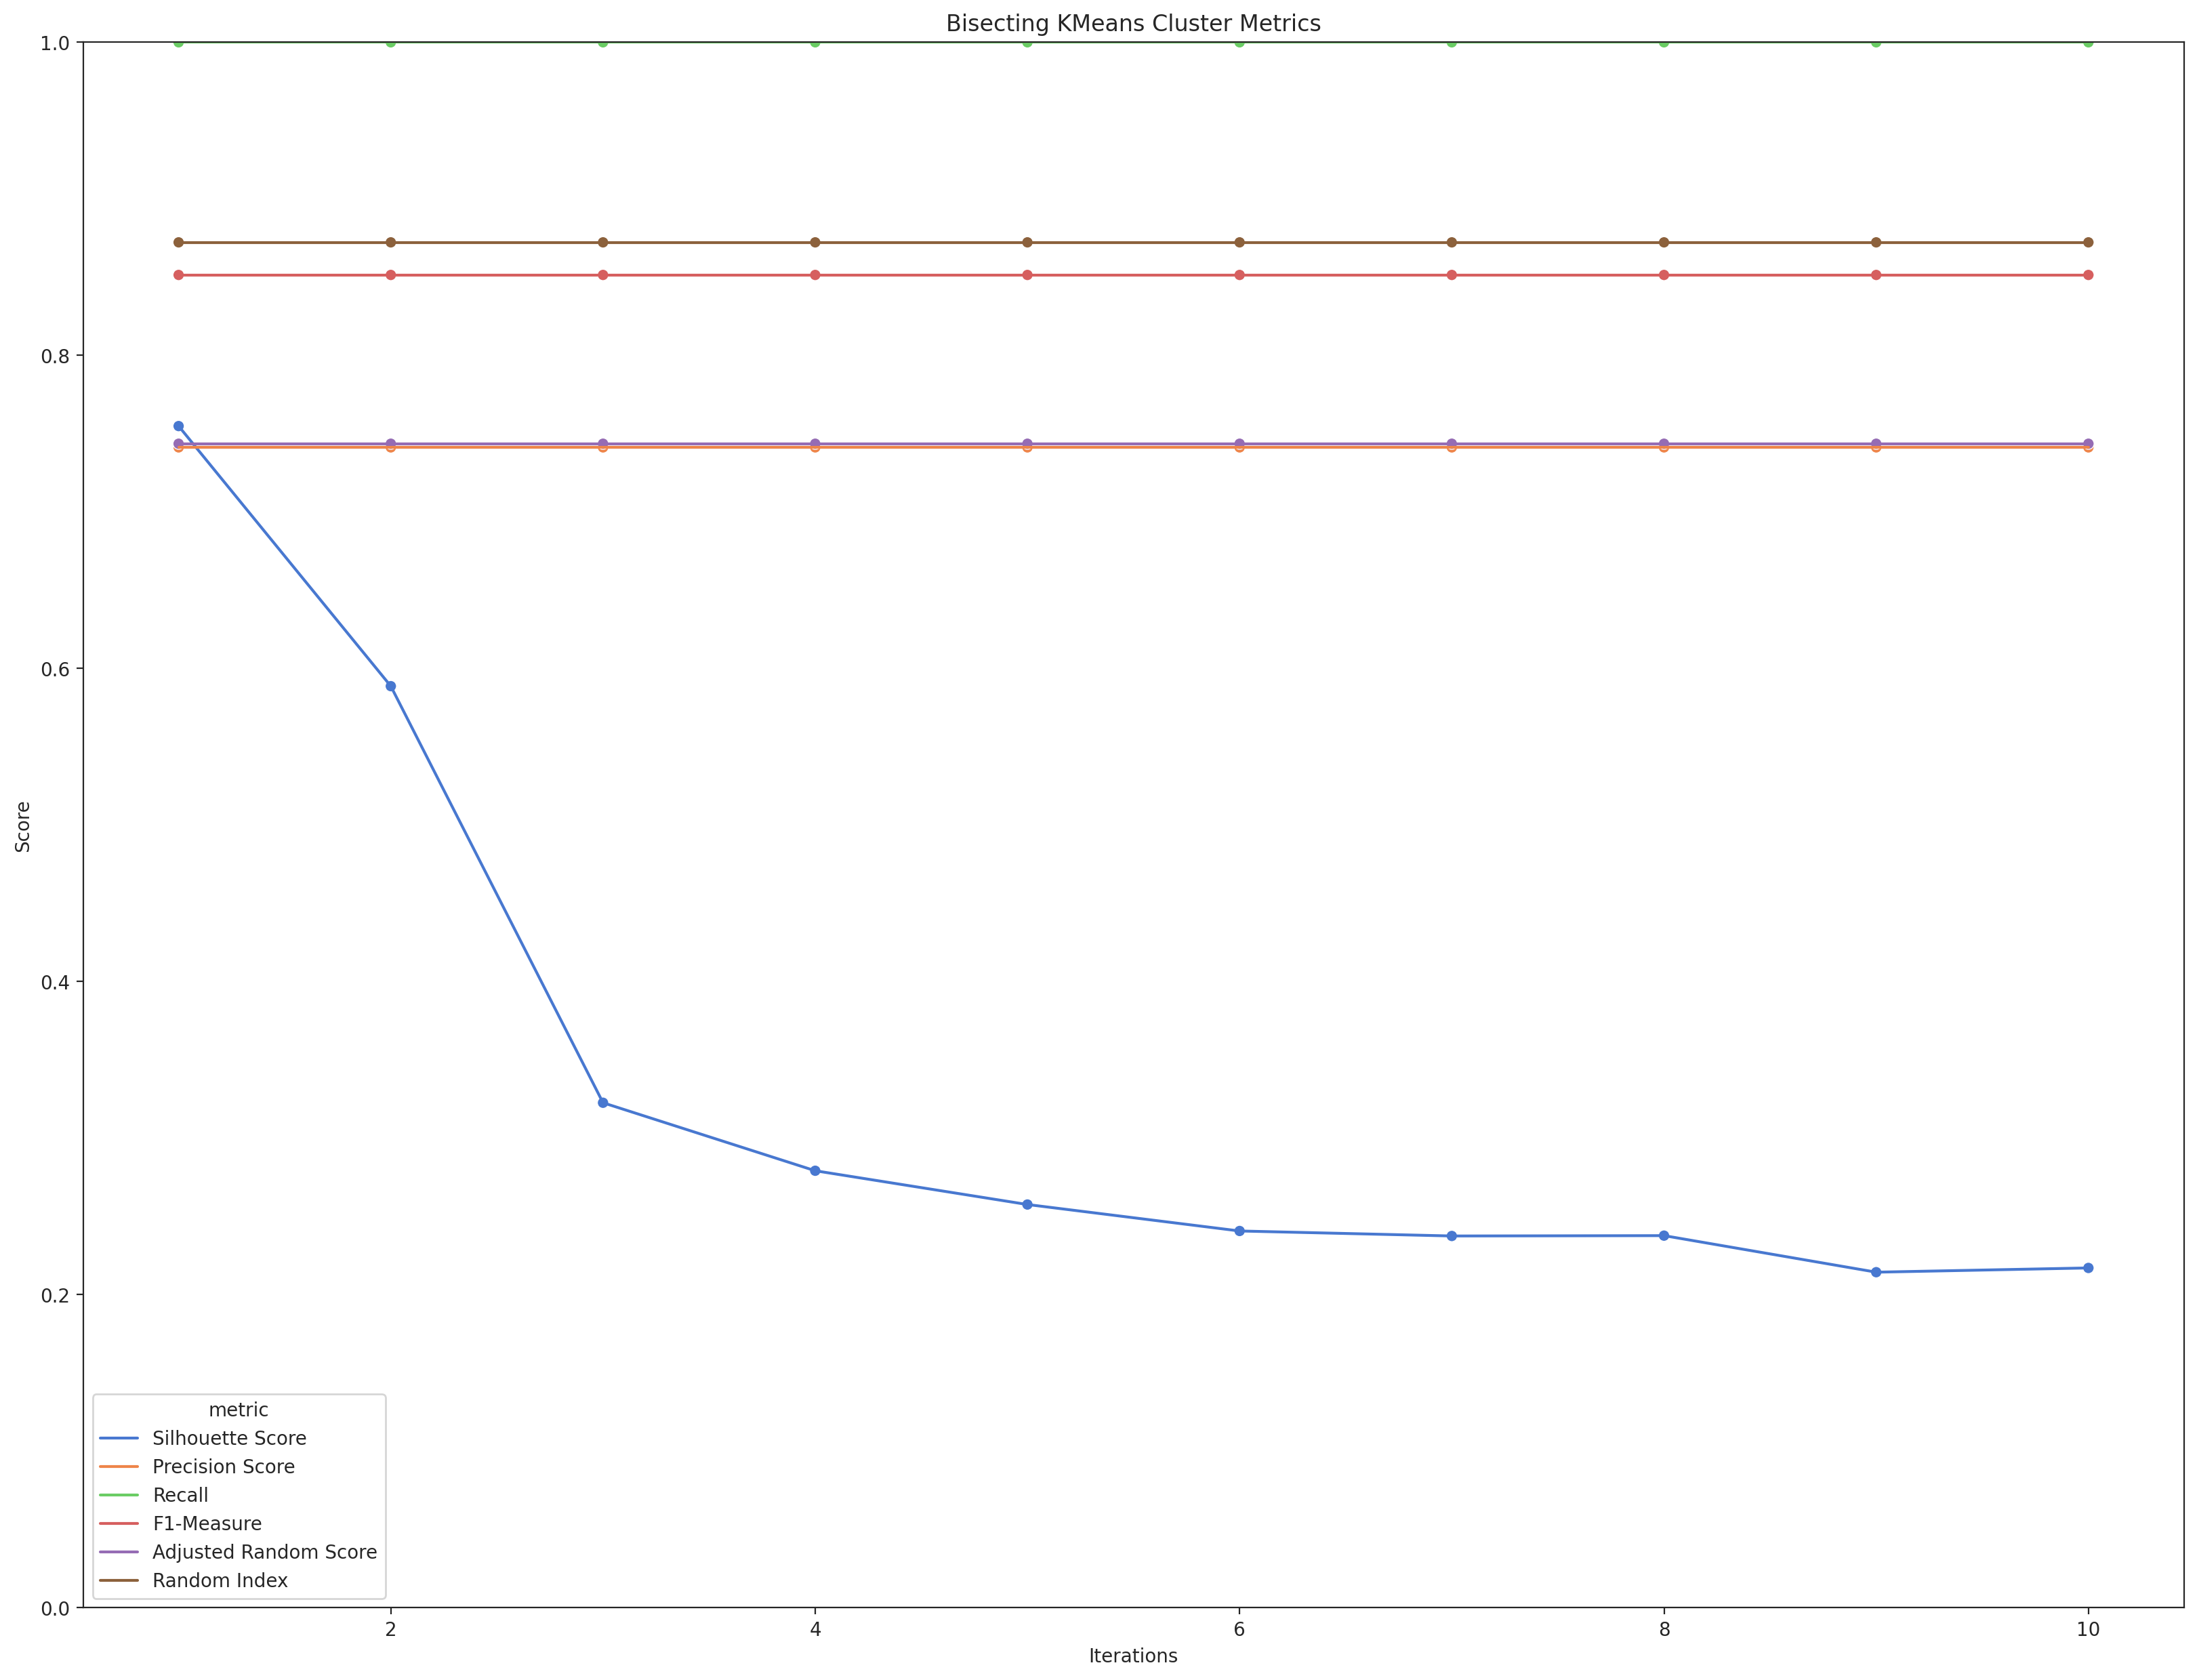 Bisecting KMeans Cluster Metrics
1.0
0.8
0.6
0.4
0.2
0.0
Score
metric
Silhouette Score
Precision Score
Recall
F1-Measure
Adjusted Random Score
Random Index
2 4 6 8 10
Iterations